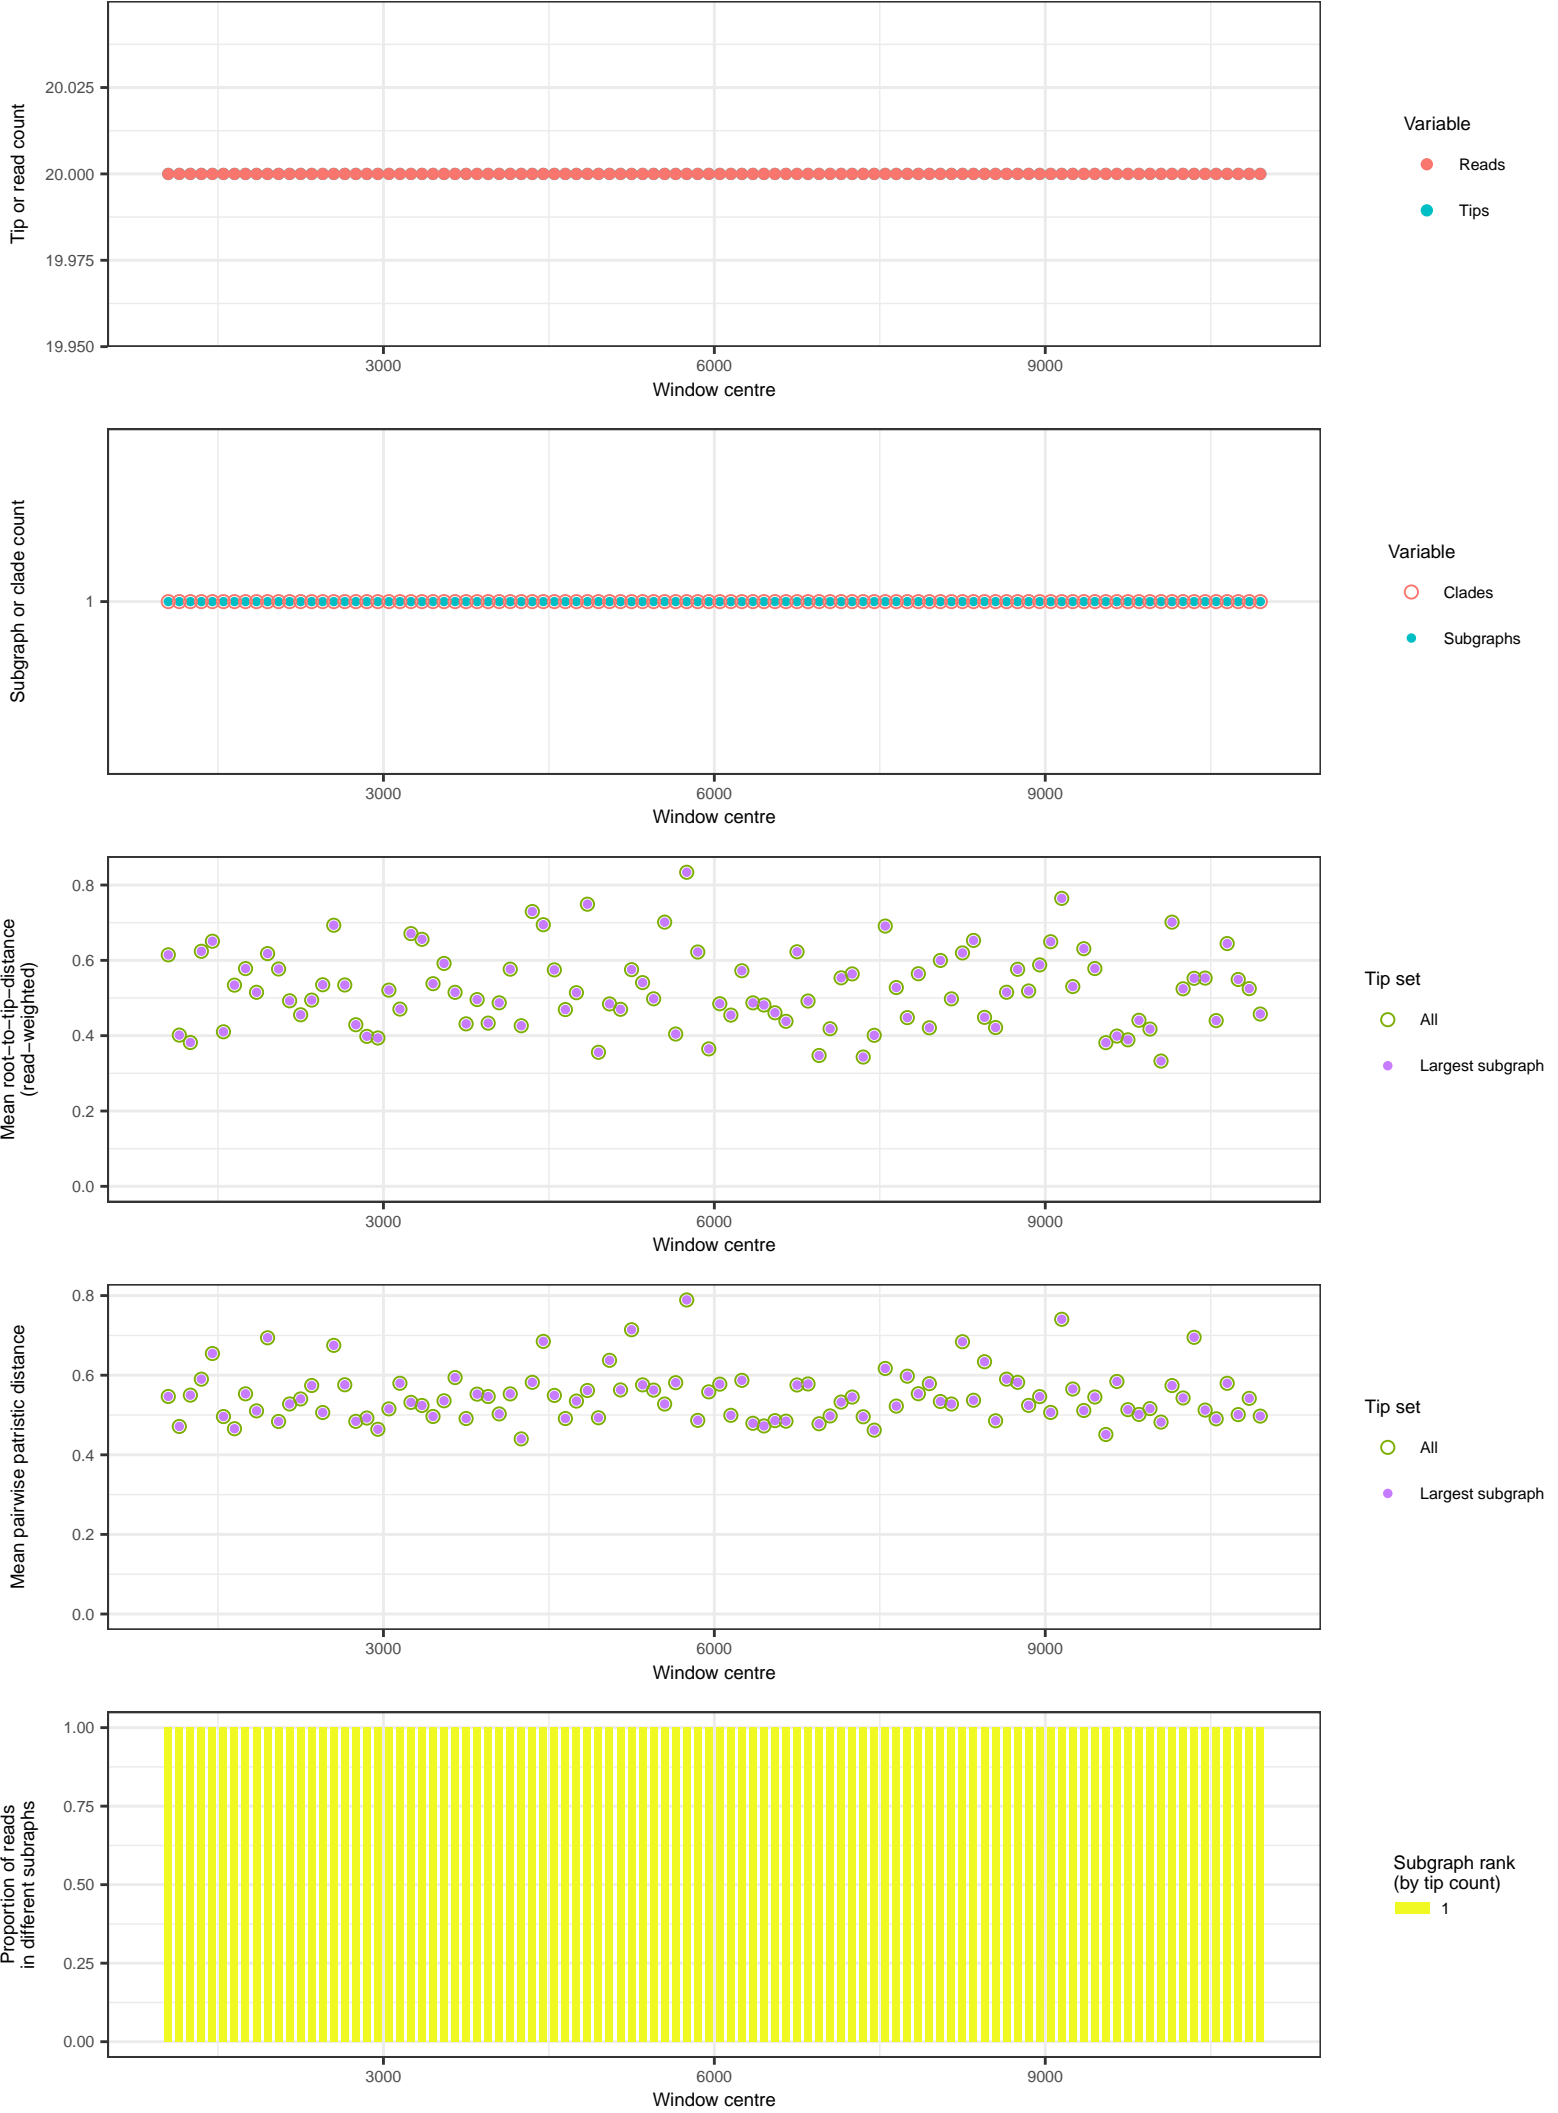 20.025
20.000
19.975
19.950
Tip or read count
3000
6000
9000
Window centre
Variable
Reads
Tips
1
Subgraph or clade count
3000
6000
9000
Window centre
Variable
Clades
Subgraphs
0.8
0.6
0.4
0.2
0.0
Mean root−to−tip−distance
(read−weighted)
3000
6000
9000
Window centre
Tip set
All
Largest subgraph
0.8
0.6
0.4
0.2
0.0
Mean pairwise patristic distance
3000
6000
9000
Window centre
Tip set
All
Largest subgraph
1.00
0.75
0.50
0.25
0.00
Proportion of reads
in different subraphs
3000
6000
9000
Window centre
Subgraph rank
(by tip count)
1